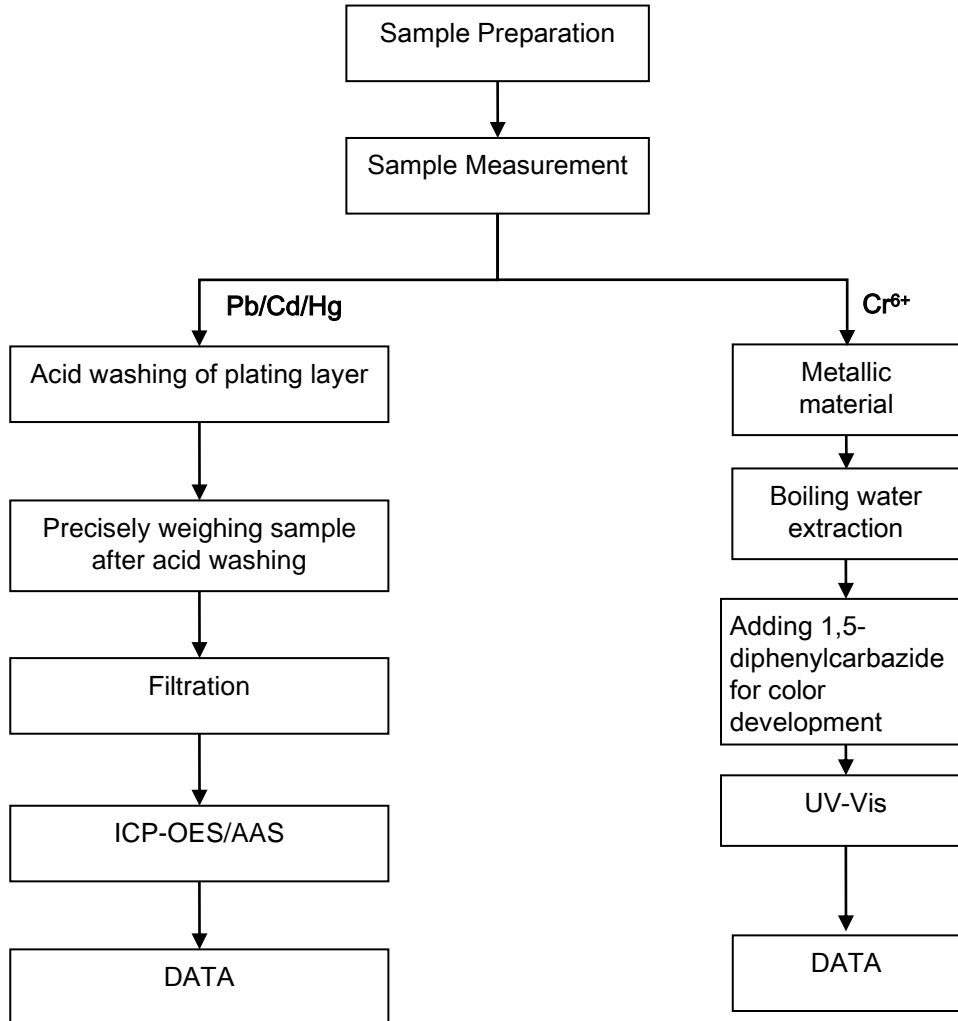 Sample Preparation
Sample Measurement
Pb/Cd/Hg
Acid washing of plating layer
Precisely weighing sample
after acid washing
Filtration
ICP-OES/AAS
DATA
Cr⁶⁺
Metallic
material
Boiling water
extraction
Adding 1,5-
diphenylcarbazide
for color
development
UV-Vis
DATA